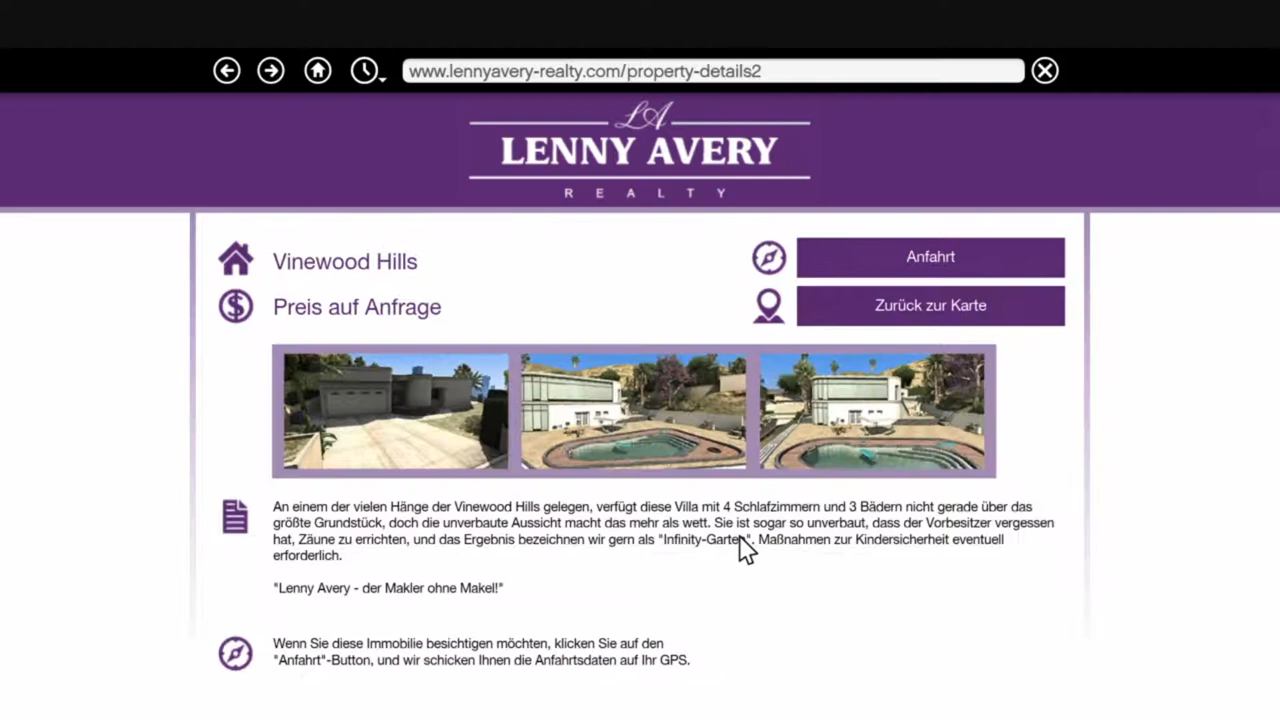 www.lennyavery-realty.com/property-details2
LA
LENNY AVERY
REALTY
Vinewood Hills
Anfahrt
Preis auf Anfrage
Zurück zur Karte
An einem der vielen Hänge der Vinewood Hills gelegen, verfügt diese Villa mit 4 Schlafzimmern und 3 Bädern nicht gerade über das
größte Grundstück, doch die unverbaute Aussicht macht das mehr als wett. Sie ist sogar so unverbaut, dass der Vorbesitzer vergessen
hat, Zäune zu errichten, und das Ergebnis bezeichnen wir gern als "Infinity-Garten". Maßnahmen zur Kindersicherheit eventuell
erforderlich.
"Lenny Avery - der Makler ohne Makel!"
Wenn Sie diese Immobilie besichtigen möchten, klicken Sie auf den
"Anfahrt"-Button, und wir schicken Ihnen die Anfahrtsdaten auf Ihr GPS.